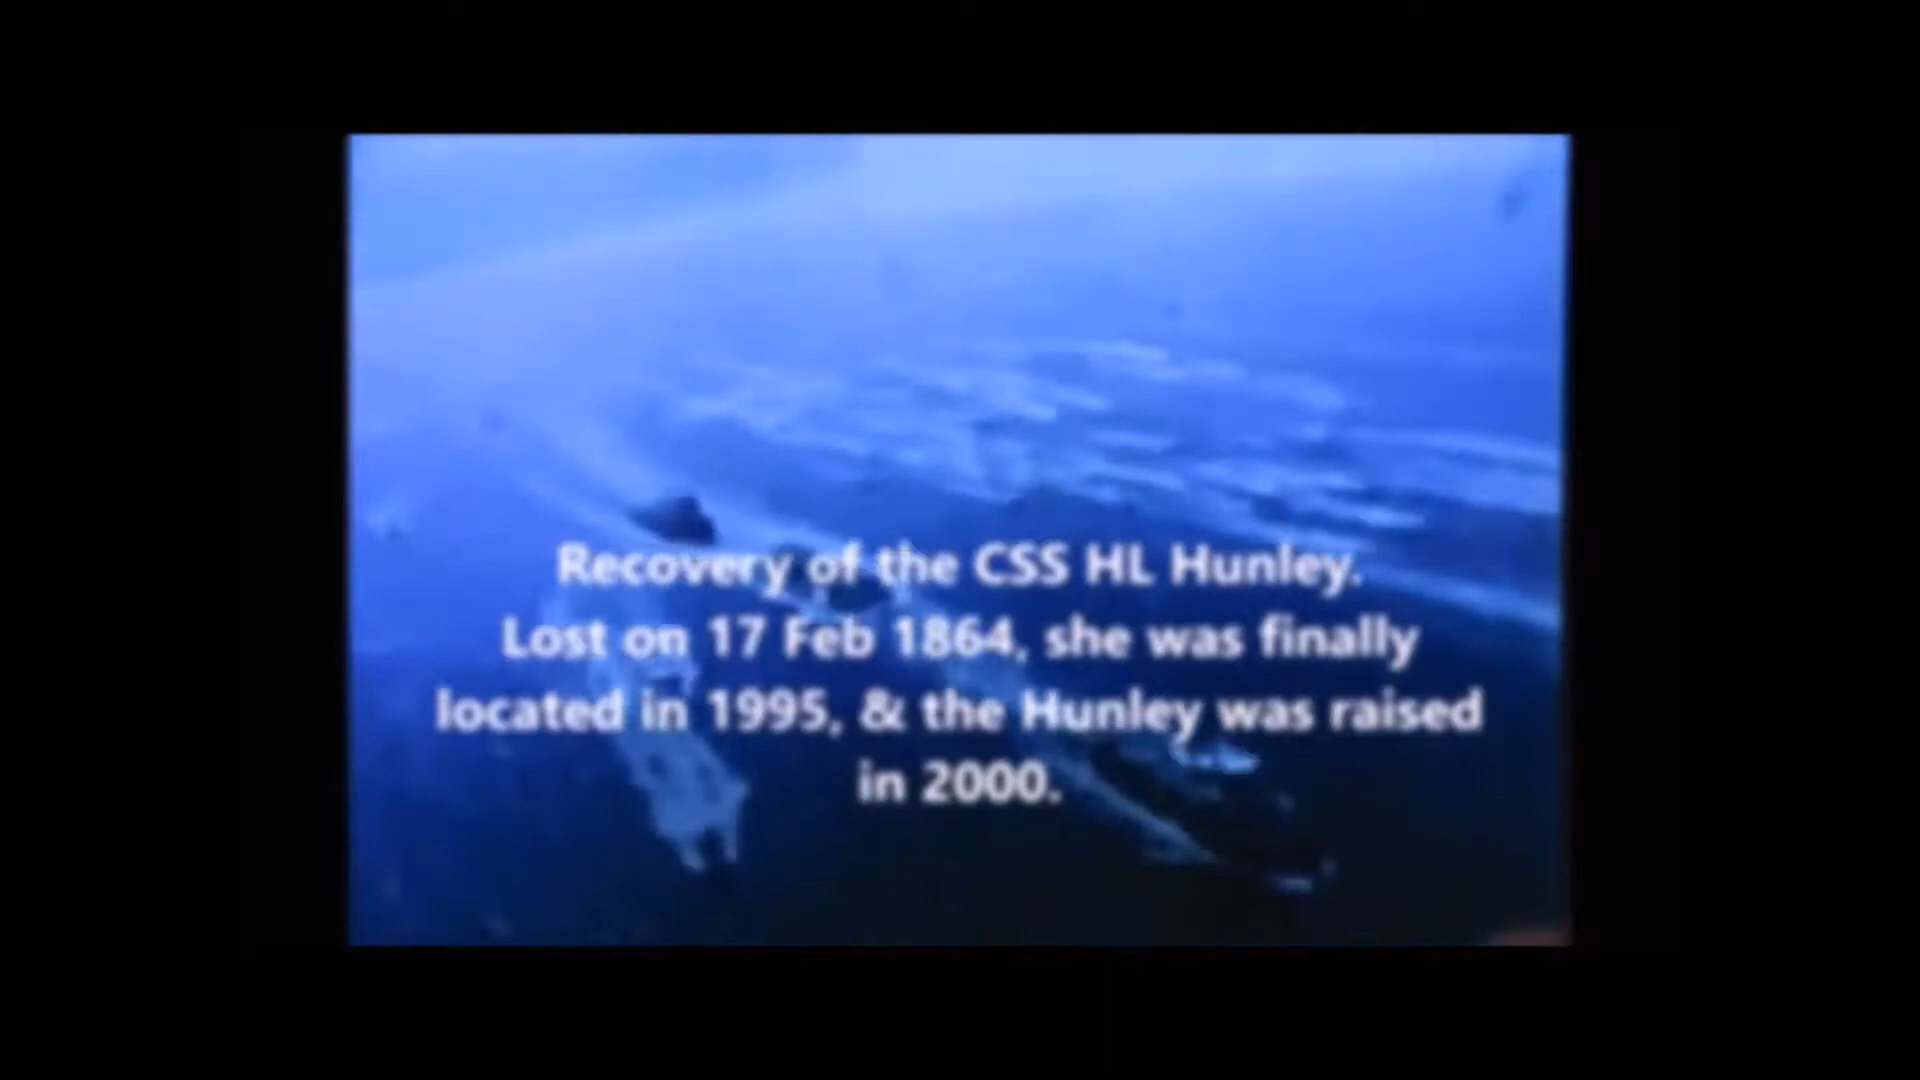 Recovery of the CSS HL Hunley.
Lost on 17 Feb 1864, she was finally
located in 1995, & the Hunley was raised
in 2000.